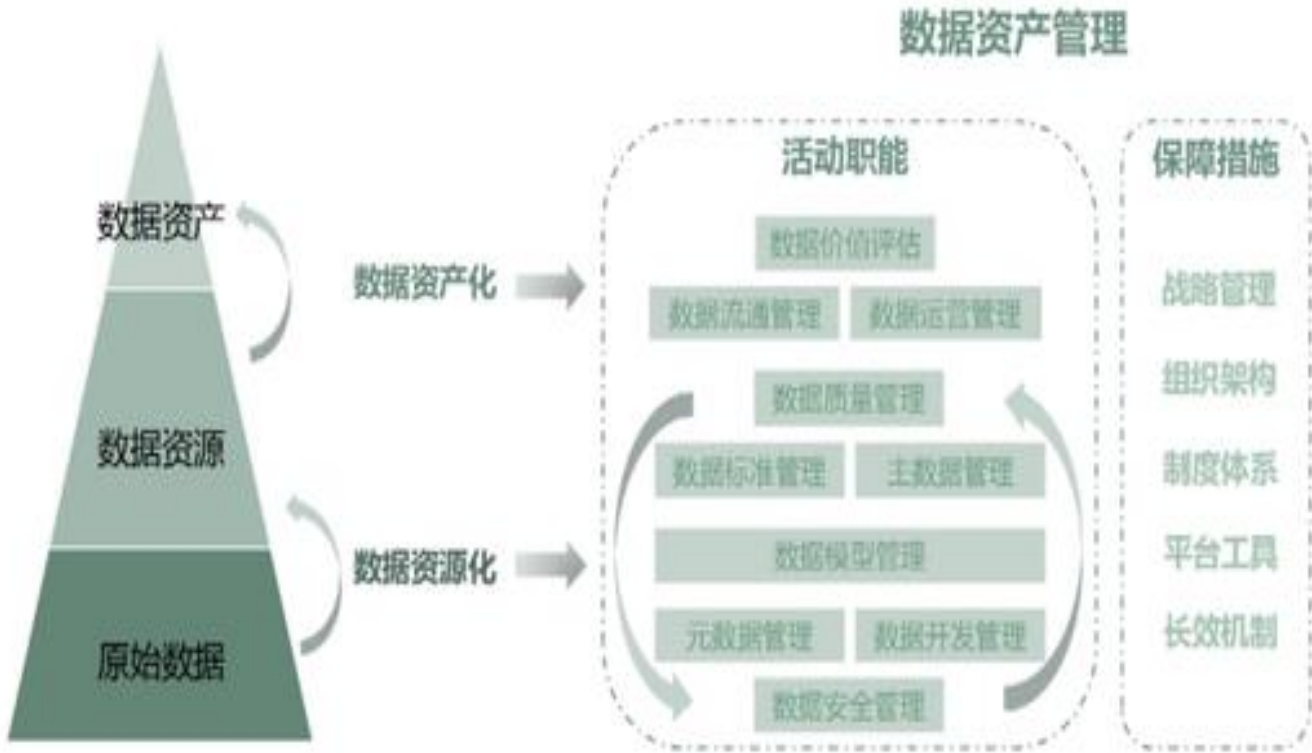 数据资产管理
数据资产
数据资源
原始数据
数据资产化
数据资源化
活动职能
数据价值评估
数据流通管理
数据运营管理
数据质量管理
数据标准管理
主数据管理
数据模型管理
元数据管理
数据开发管理
数据安全管理
保障措施
战略管理
组织架构
制度体系
平台工具
长效机制